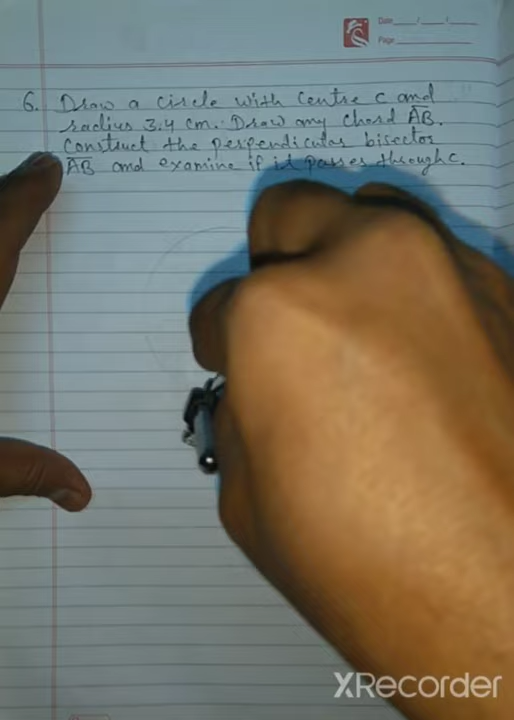 Date / / /
Page
6. Draw a circle with centre c and
radius 3.4 cm. Draw any chord AB.
Construct the perpendicular bisector
AB and examine if it passes through c.
XRecorder